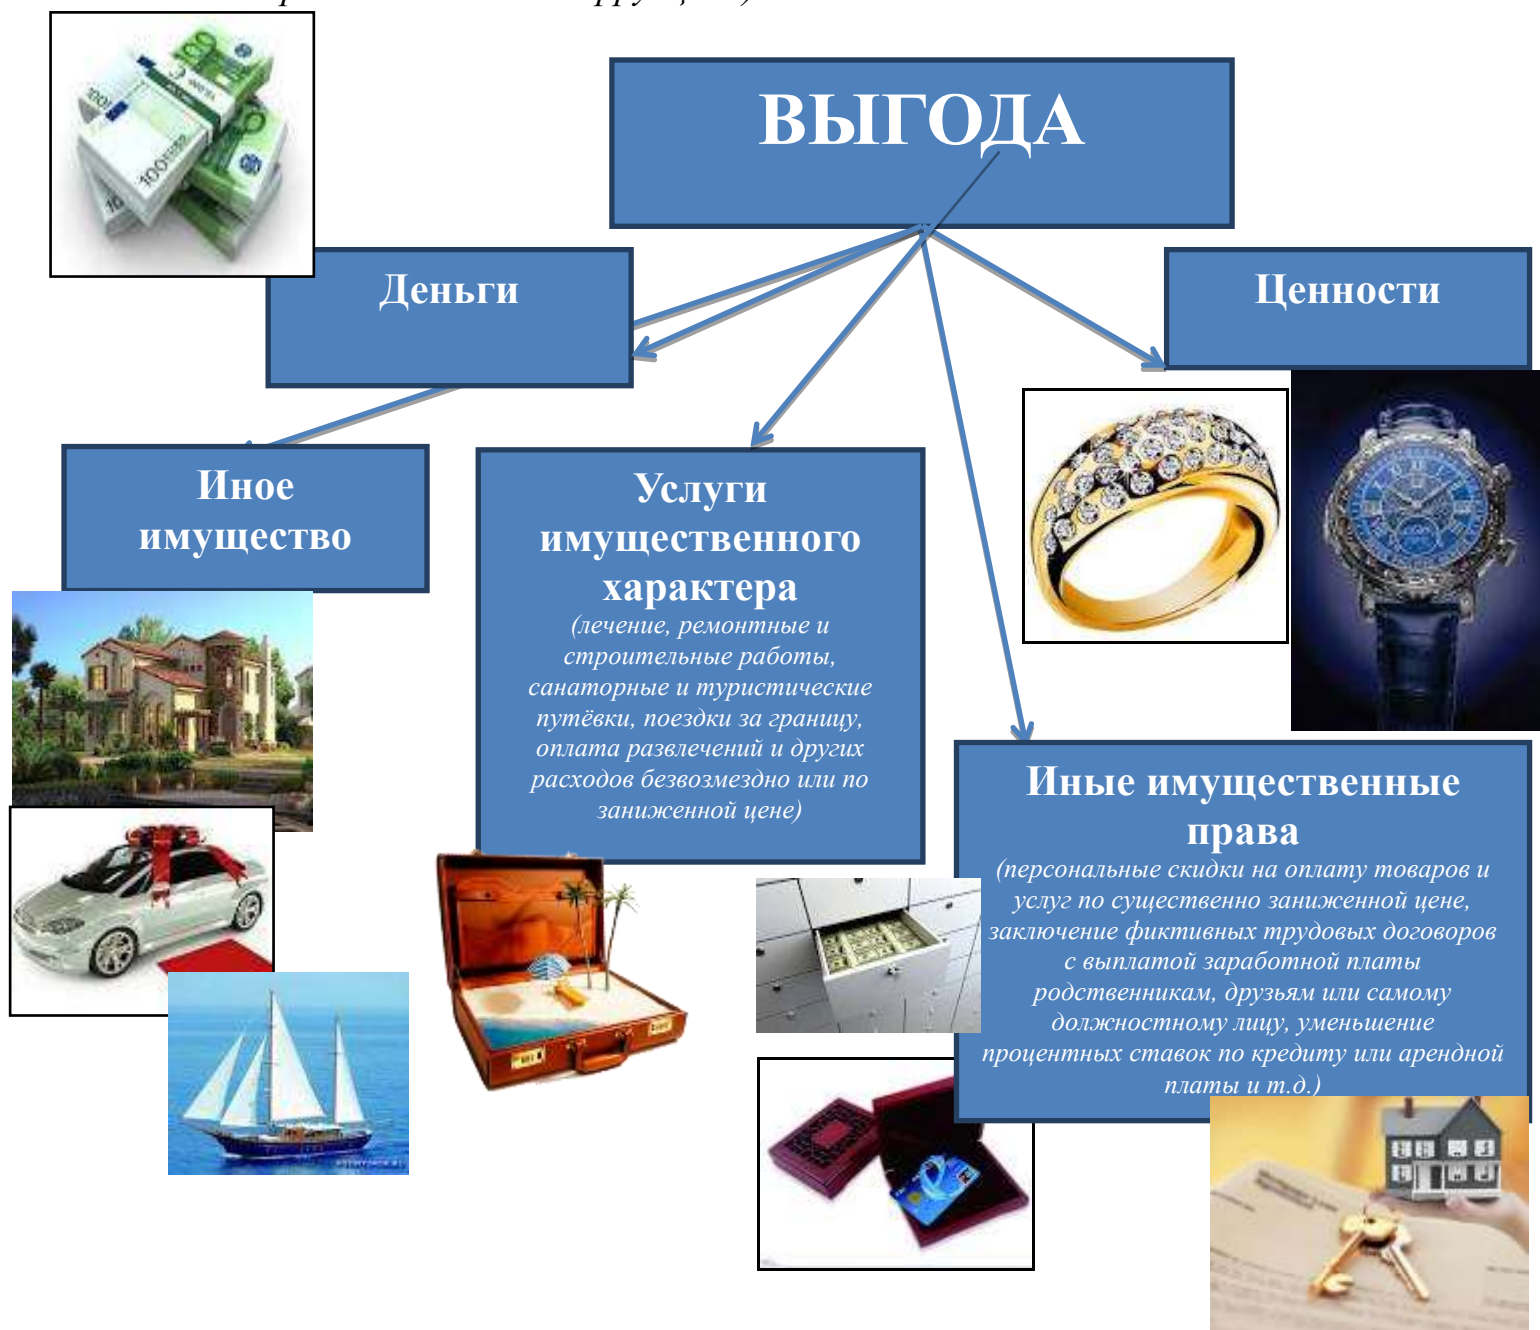 ВЫГОДА
Деньги
Ценности
Иное
имущество
Услуги
имущественного
характера
(лечение, ремонтные и
строительные работы,
санаторные и туристические
путёвки, поездки за границу,
оплата развлечений и других
расходов безвозмездно или по
заниженной цене)
Иные имущественные
права
(персональные скидки на оплату товаров и
услуг по существенно заниженной цене,
заключение фиктивных трудовых договоров
с выплатой заработной платы
родственникам, друзьям или самому
должностному лицу, уменьшение
процентных ставок по кредиту или арендной
платы и т.д.)
100
100
100